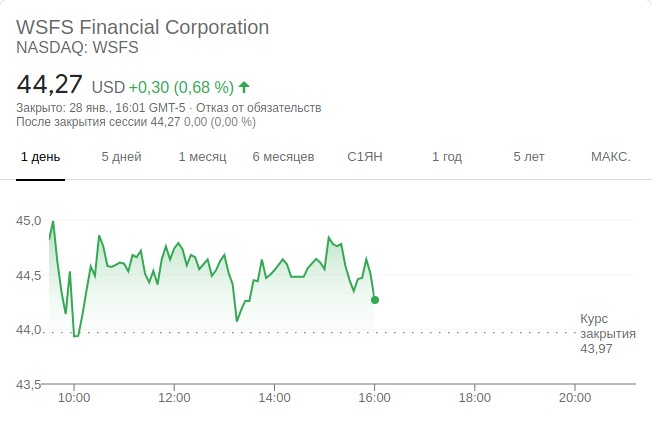 WSFS Financial Corporation
NASDAQ: WSFS
44,27 USD +0,30 (0,68 %)
Закрыто: 28 янв., 16:01 GMT-5 · Отказ от обязательств
После закрытия сессии 44,27 0,00 (0,00 %)
1 день 5 дней 1 месяц 6 месяцев С1ЯН 1 год 5 лет МАКС.
45,0
44,5
44,0
Курс
закрытия
43,97
43,5
10:00 12:00 14:00 16:00 18:00 20:00